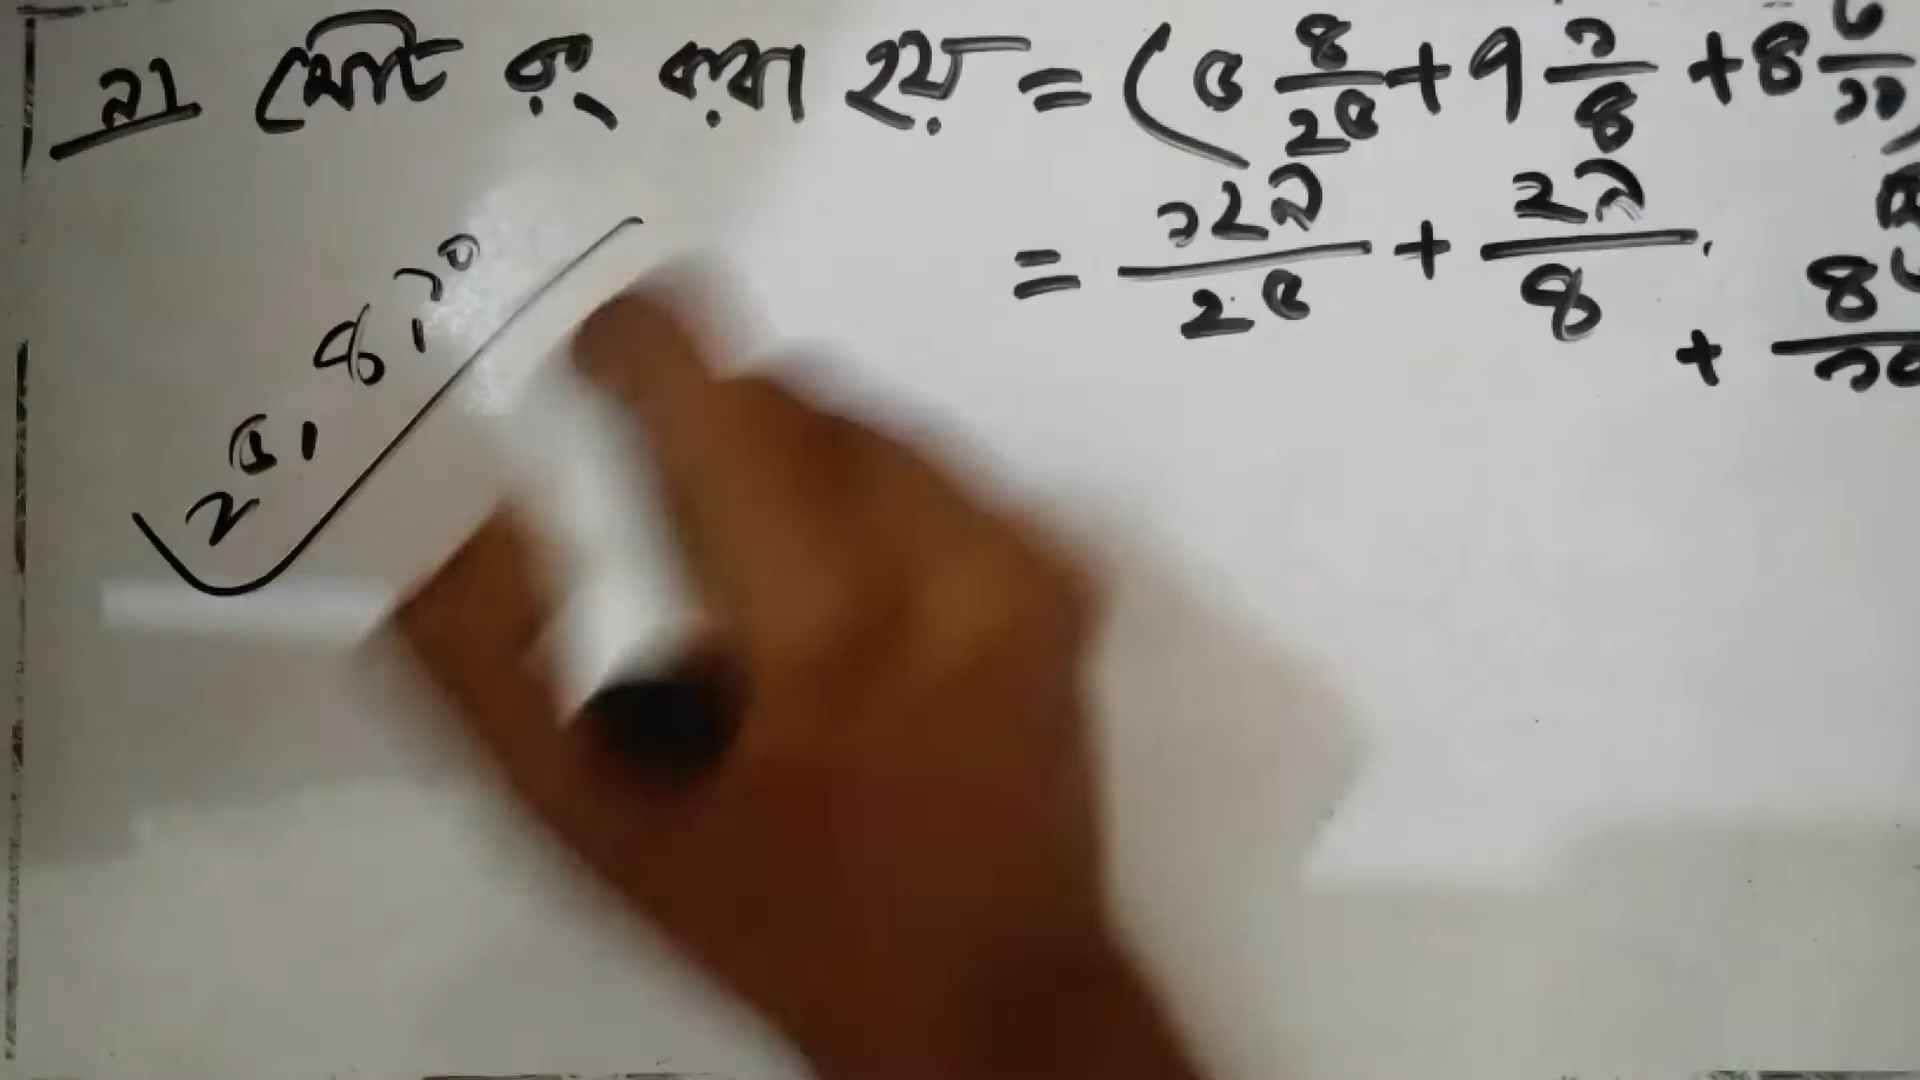 ৯। মোট রং করা হয় = (৫ ৪/২৫ + ৭ ১/৪ + ৪ ৬/১০)
= ১২৯/২৫ + ২৯/৪
+ ৪৬/১০
২৫, ৪, ১০